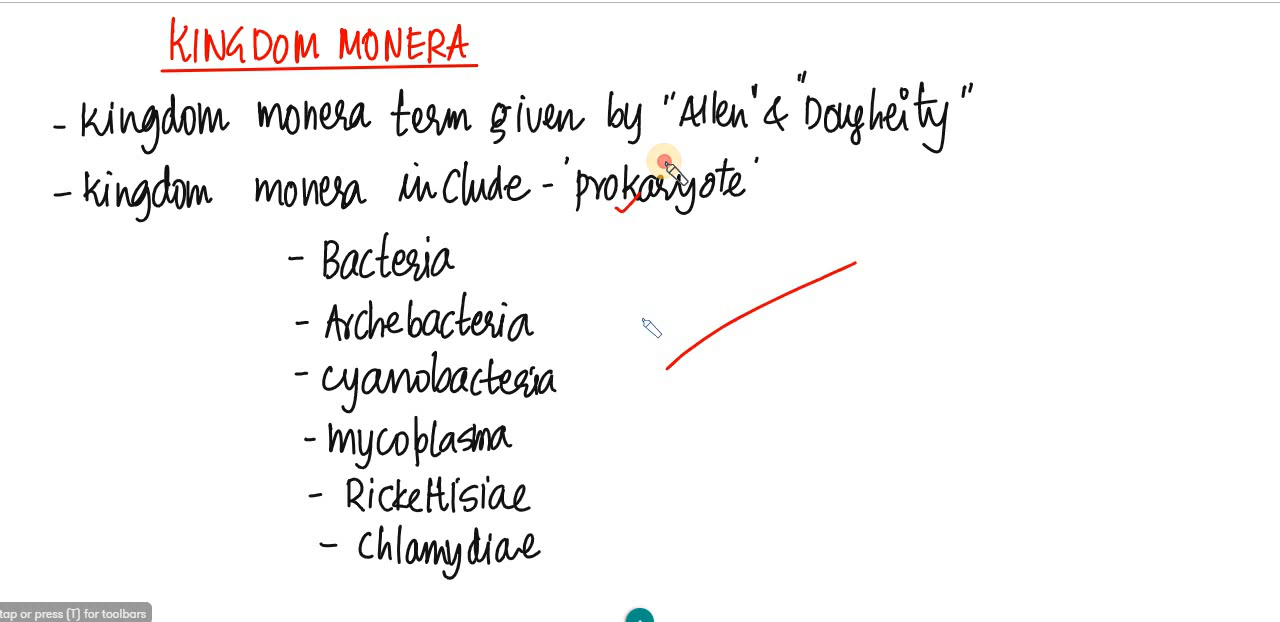 KINGDOM MONERA
- Kingdom monera term given by "Allen' & "Dougheity"
- Kingdom monera include - 'prokaryote'
- Bacteria
- Archebacteria
- cyanobacteria
- mycoplasma
- Rickettisiae
- Chlamydiae
tap or press (T) for toolbars